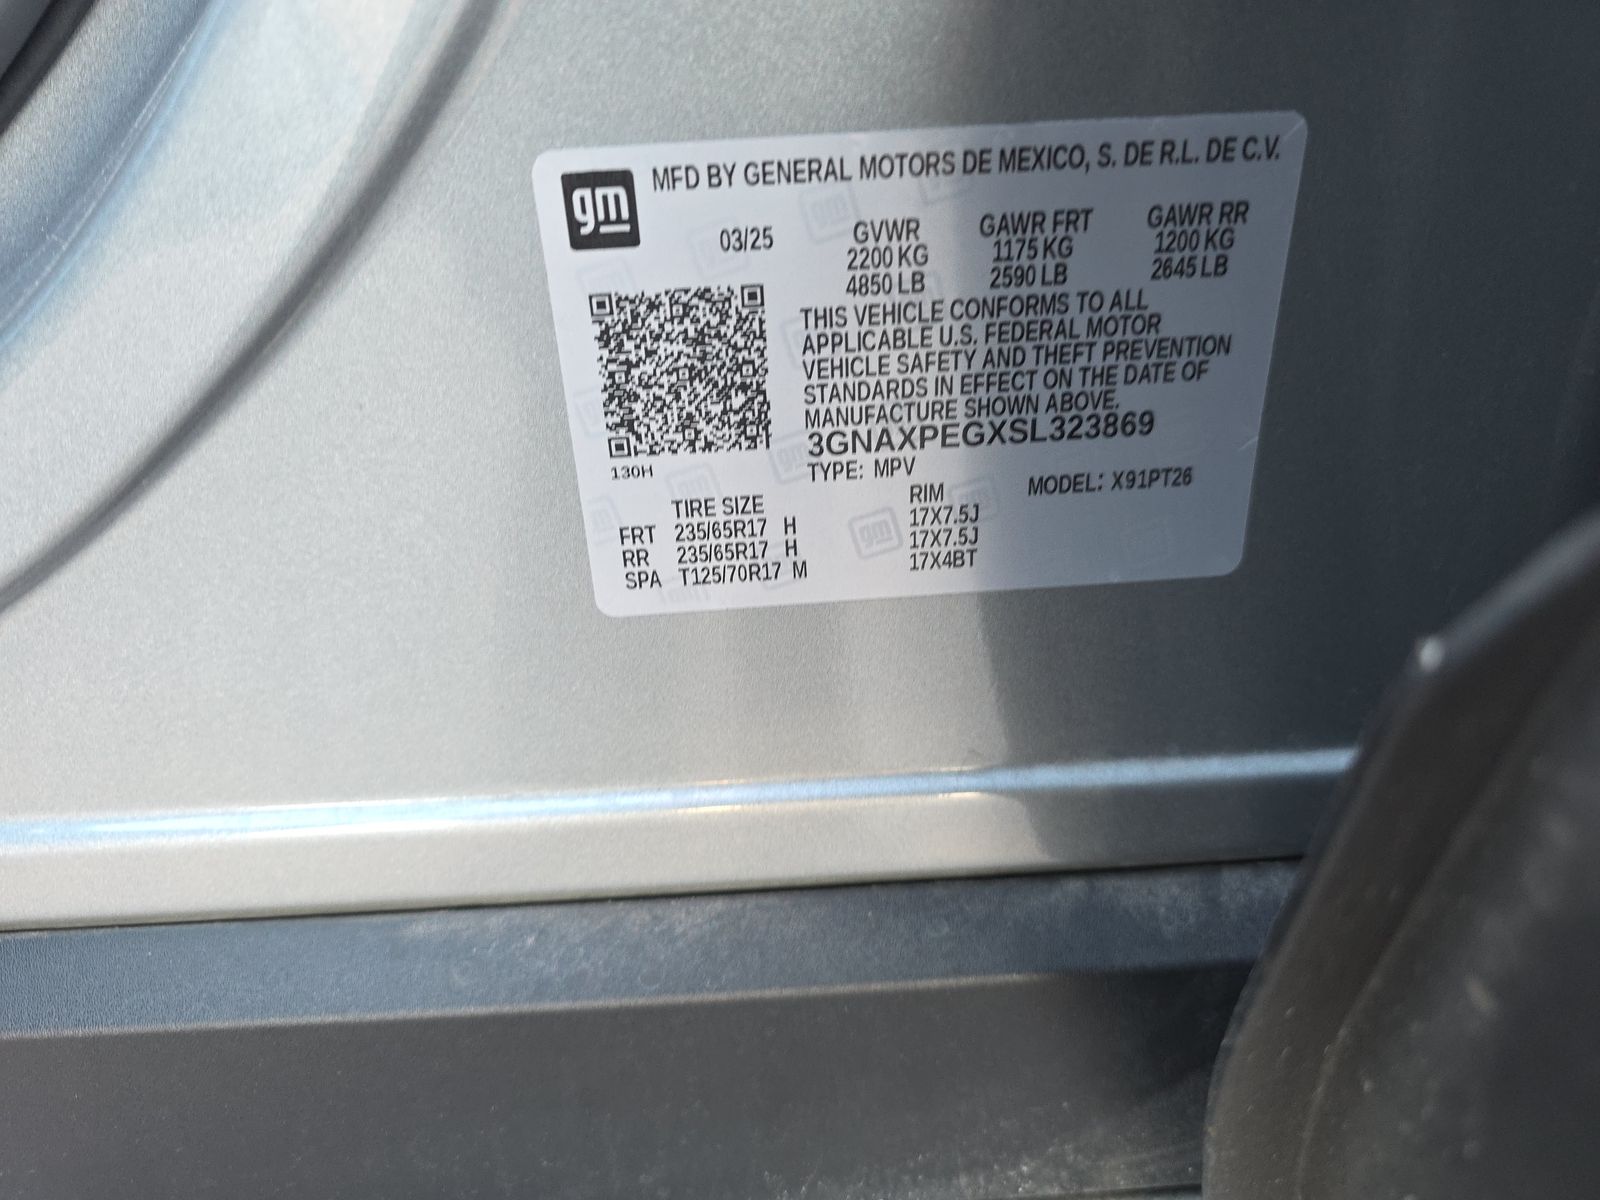 gm MFD BY GENERAL MOTORS DE MEXICO, S. DE R.L. DE C.V.
03/25 GVWR GAWR FRT GAWR RR
2200 KG 1175 KG 1200 KG
4850 LB 2590 LB 2645 LB
THIS VEHICLE CONFORMS TO ALL
APPLICABLE U.S. FEDERAL MOTOR
VEHICLE SAFETY AND THEFT PREVENTION
STANDARDS IN EFFECT ON THE DATE OF
MANUFACTURE SHOWN ABOVE.
3GNAXPEGXSL323869
130H TYPE: MPV MODEL: X91PT26
TIRE SIZE RIM
FRT 235/65R17 H 17X7.5J
RR 235/65R17 H 17X7.5J
SPA T125/70R17 M 17X4BT